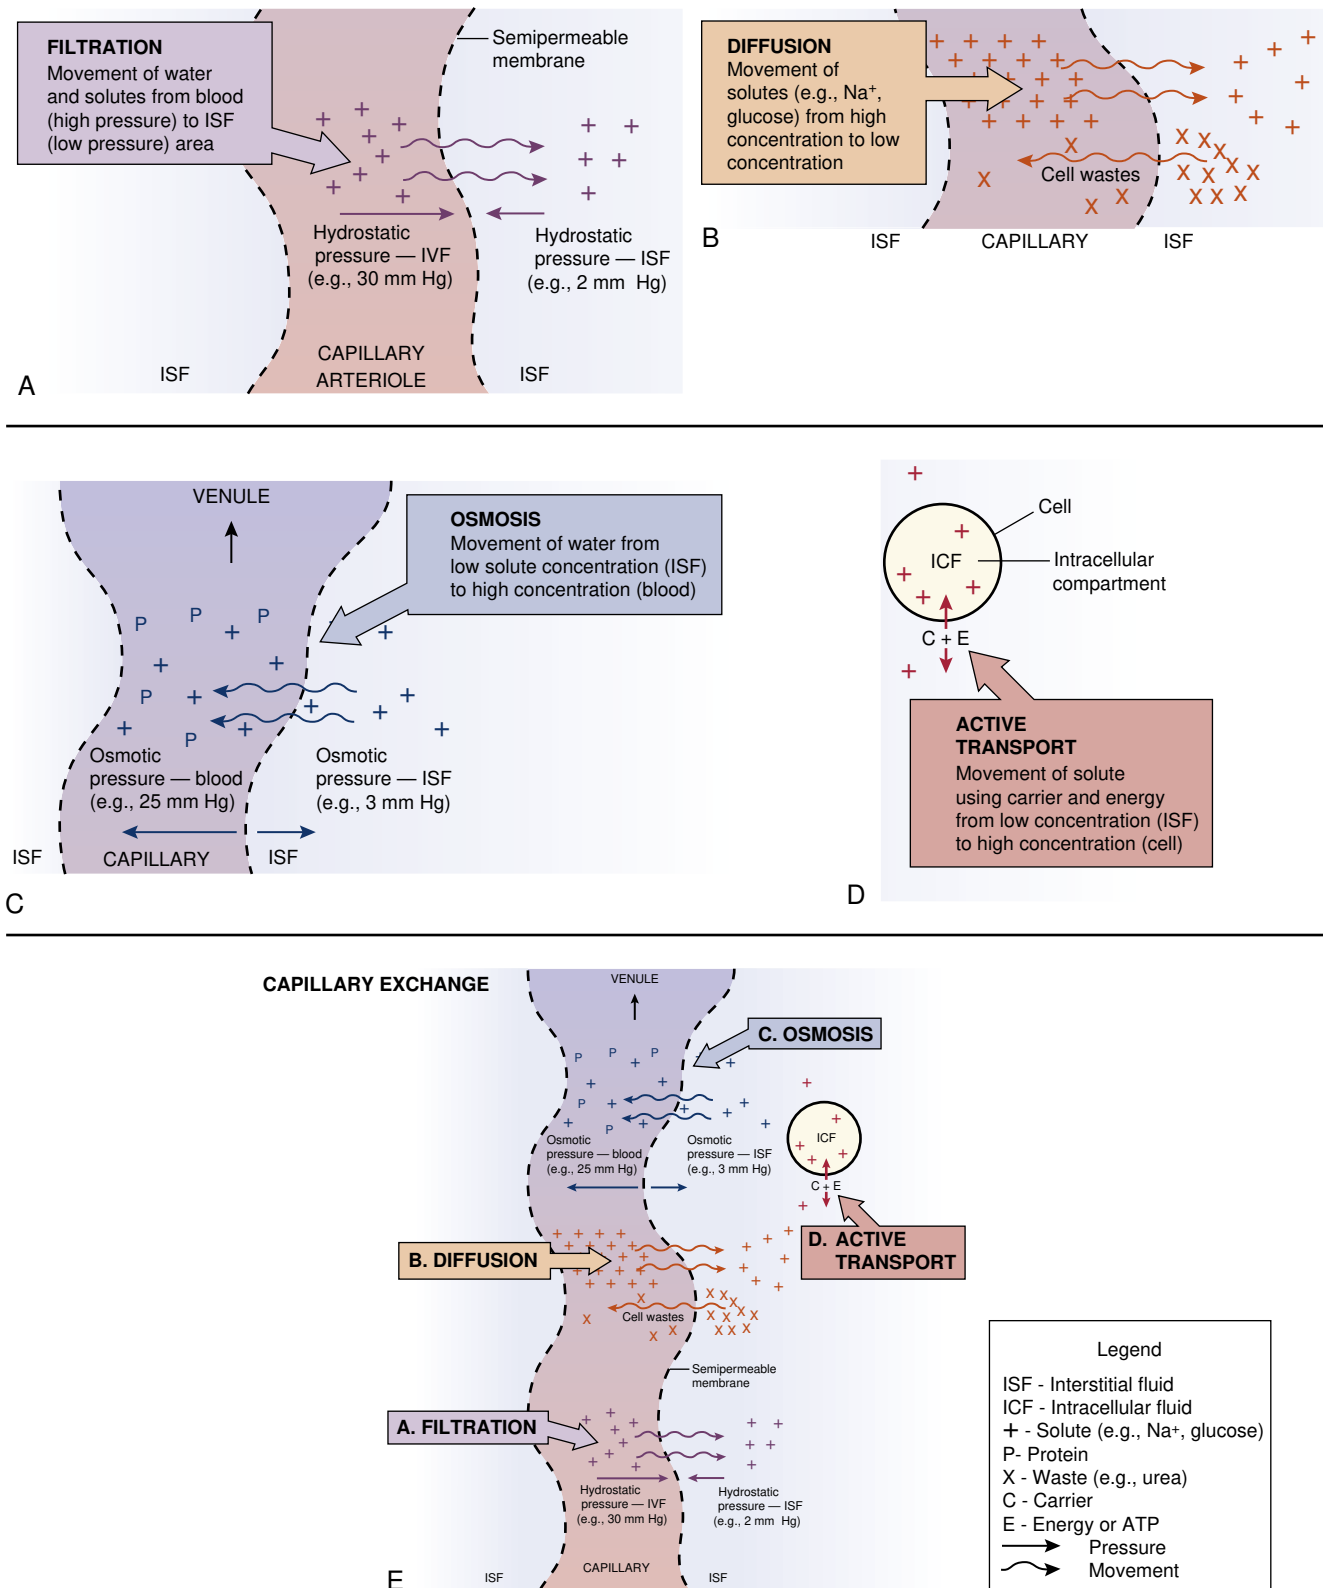 FILTRATION
Movement of water
and solutes from blood
(high pressure) to ISF
(low pressure) area
Semipermeable
membrane
+ + + + + + + + +
+ + + + +
Hydrostatic
pressure — IVF
(e.g., 30 mm Hg)
Hydrostatic
pressure — ISF
(e.g., 2 mm Hg)
CAPILLARY
ARTERIOLE
ISF
ISF
A
DIFFUSION
Movement of
solutes (e.g., Na⁺,
glucose) from high
concentration to low
concentration
X X X X
X X X X X X X X X X
Cell wastes
ISF
CAPILLARY
ISF
B
VENULE
OSMOSIS
Movement of water from
low solute concentration (ISF)
to high concentration (blood)
P P P
P
P
Osmotic
pressure — blood
(e.g., 25 mm Hg)
Osmotic
pressure — ISF
(e.g., 3 mm Hg)
ISF
CAPILLARY
ISF
C
Cell
ICF
Intracellular
compartment
C + E
ACTIVE
TRANSPORT
Movement of solute
using carrier and energy
from low concentration (ISF)
to high concentration (cell)
D
CAPILLARY EXCHANGE
VENULE
C. OSMOSIS
P P P
P
P
Osmotic
pressure — blood
(e.g., 25 mm Hg)
Osmotic
pressure — ISF
(e.g., 3 mm Hg)
ICF
C + E
D. ACTIVE
TRANSPORT
B. DIFFUSION
X X X X
X X X X X X X X X X
Cell wastes
Semipermeable
membrane
A. FILTRATION
Hydrostatic
pressure — IVF
(e.g., 30 mm Hg)
Hydrostatic
pressure — ISF
(e.g., 2 mm Hg)
ISF
CAPILLARY
ISF
E
Legend
ISF - Interstitial fluid
ICF - Intracellular fluid
+ - Solute (e.g., Na⁺, glucose)
P- Protein
X - Waste (e.g., urea)
C - Carrier
E - Energy or ATP
Pressure
Movement